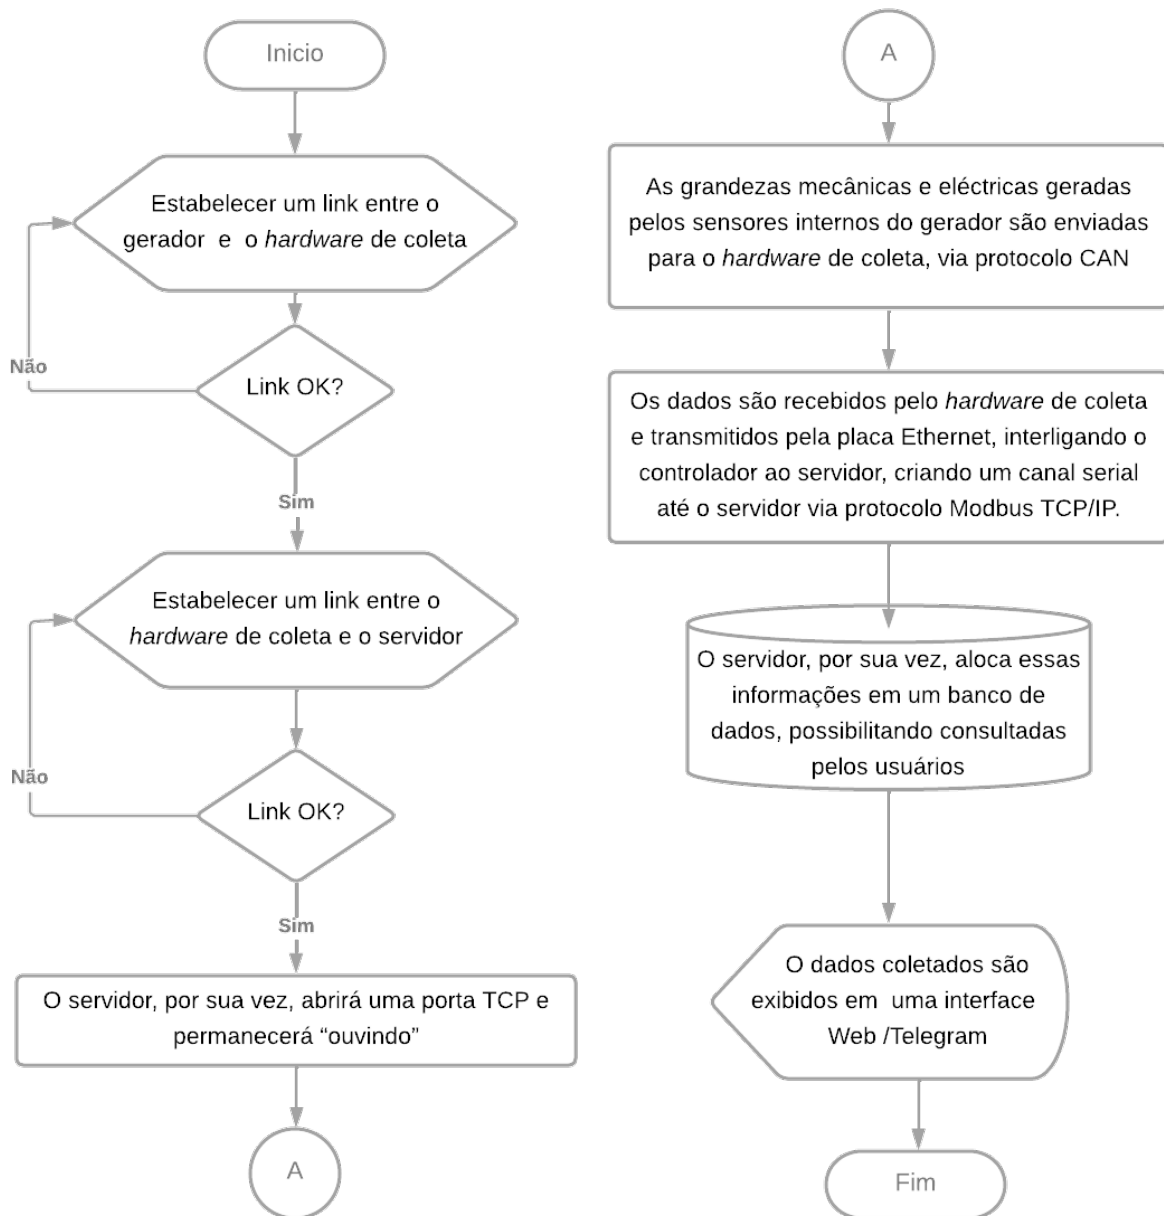 Inicio
Estabelecer um link entre o
gerador e o hardware de coleta
Não
Link OK?
Sim
Estabelecer um link entre o
hardware de coleta e o servidor
Não
Link OK?
Sim
O servidor, por sua vez, abrirá uma porta TCP e
permanecerá “ouvindo”
A
A
As grandezas mecânicas e eléctricas geradas
pelos sensores internos do gerador são enviadas
para o hardware de coleta, via protocolo CAN
Os dados são recebidos pelo hardware de coleta
e transmitidos pela placa Ethernet, interligando o
controlador ao servidor, criando um canal serial
até o servidor via protocolo Modbus TCP/IP.
O servidor, por sua vez, aloca essas
informações em um banco de
dados, possibilitando consultadas
pelos usuários
O dados coletados são
exibidos em uma interface
Web /Telegram
Fim